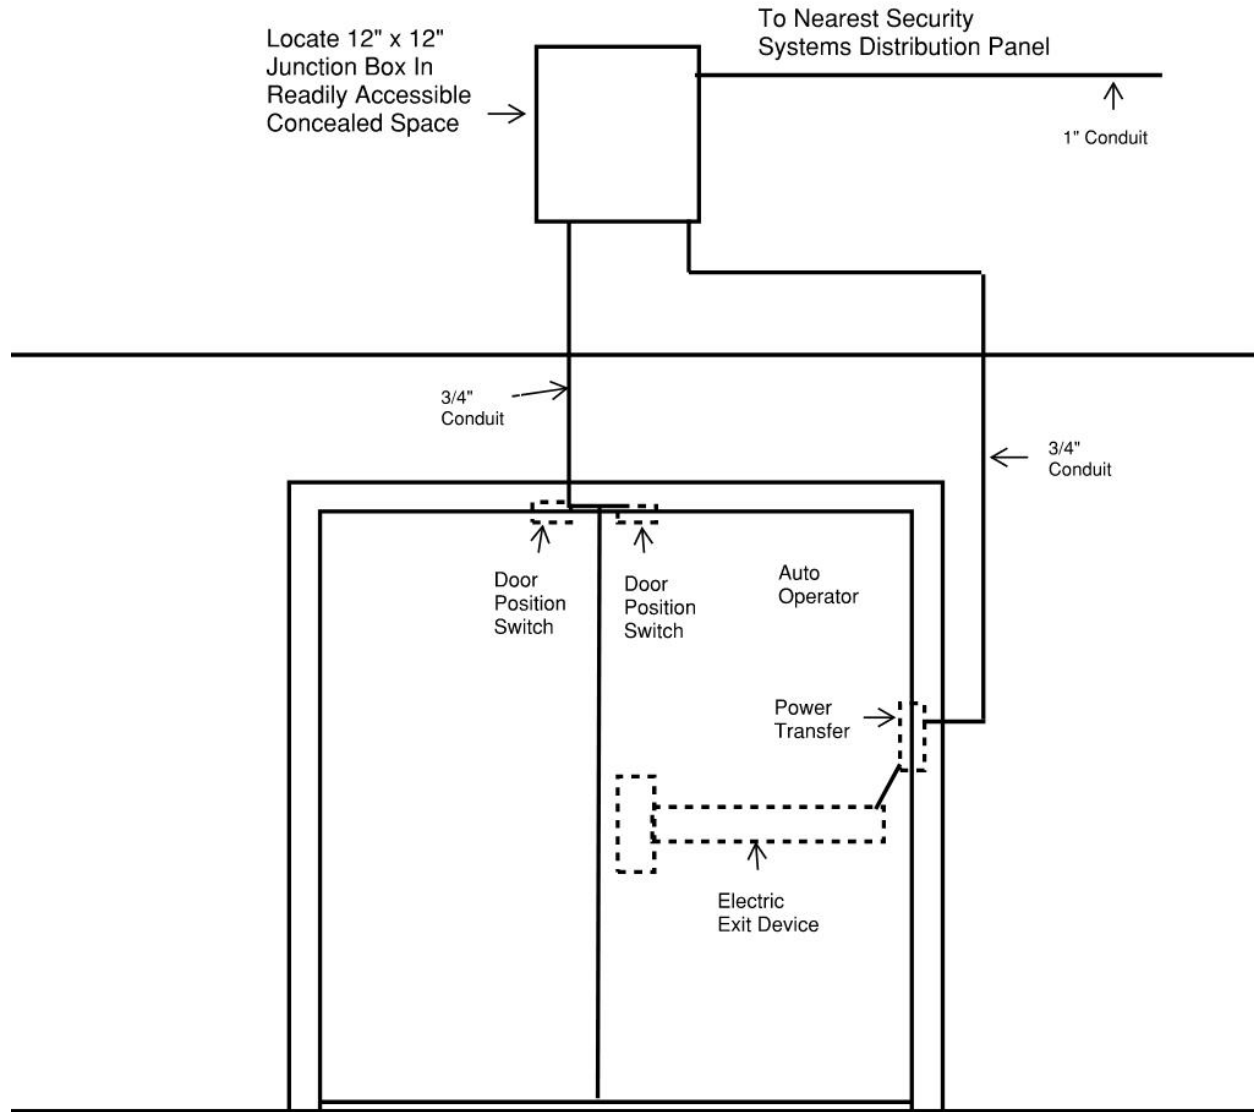 Locate 12" x 12"
Junction Box In
Readily Accessible
Concealed Space
To Nearest Security
Systems Distribution Panel
1" Conduit
3/4"
Conduit
3/4"
Conduit
Door
Position
Switch
Door
Position
Switch
Auto
Operator
Power
Transfer
Electric
Exit Device